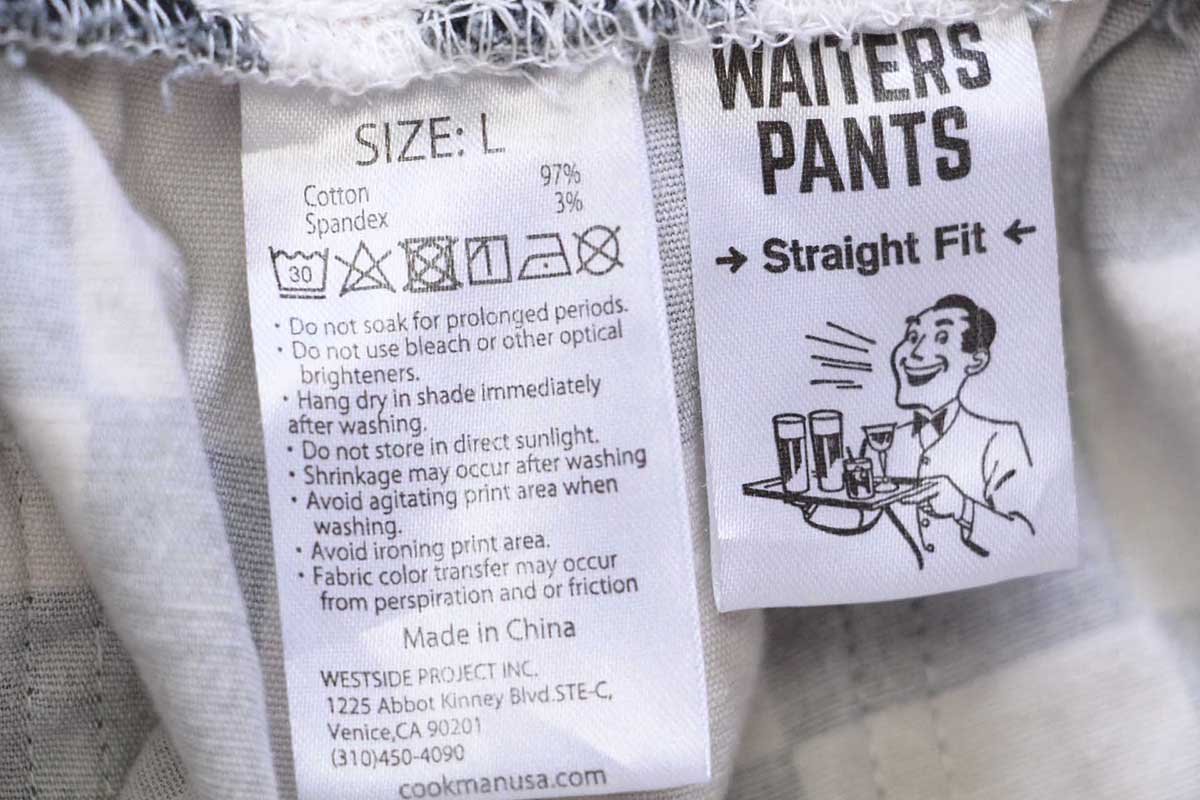 SIZE: L
Cotton 97%
Spandex 3%
30
· Do not soak for prolonged periods.
· Do not use bleach or other optical
brighteners.
· Hang dry in shade immediately
after washing.
· Do not store in direct sunlight.
· Shrinkage may occur after washing
· Avoid agitating print area when
washing.
· Avoid ironing print area.
· Fabric color transfer may occur
from perspiration and or friction
Made in China
WESTSIDE PROJECT INC.
1225 Abbot Kinney Blvd.STE-C,
Venice,CA 90201
(310)450-4090
cookmanusa.com
WAITERS
PANTS
→ Straight Fit ←